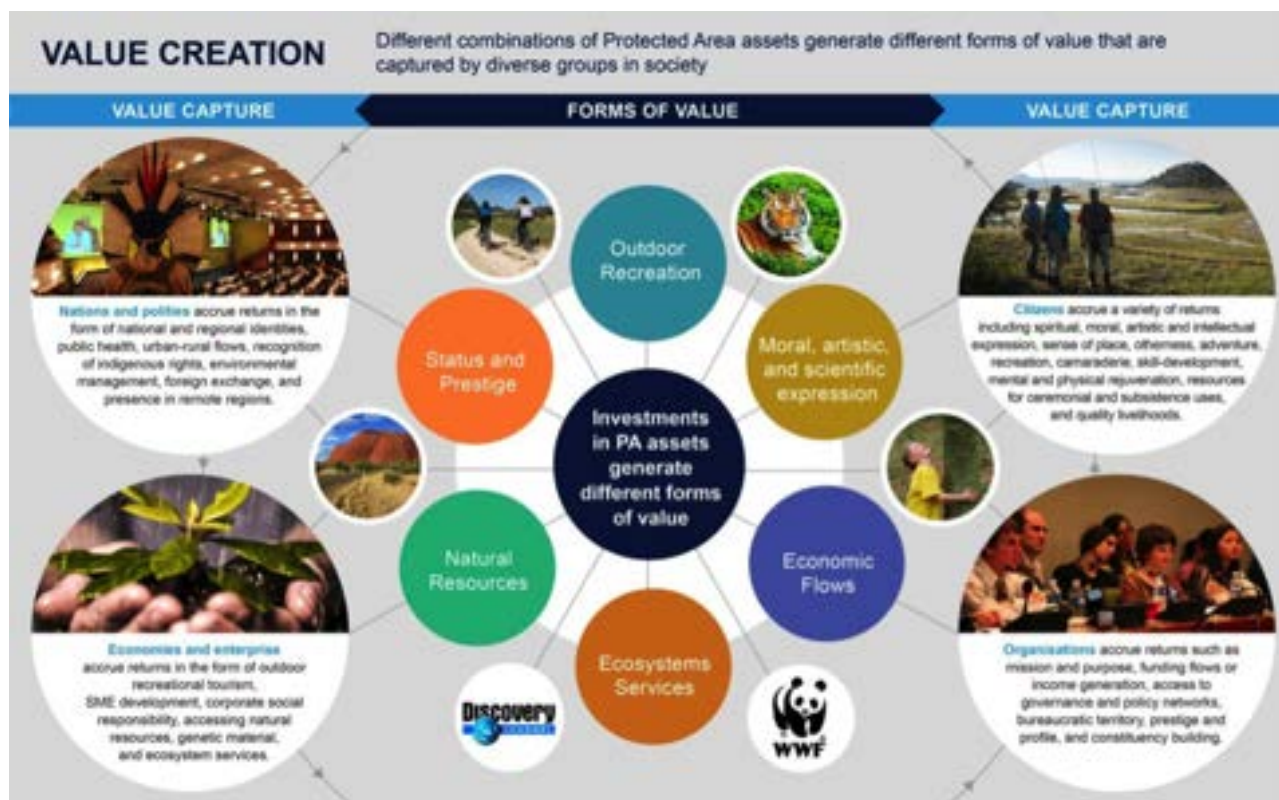 VALUE CREATION
Different combinations of Protected Area assets generate different forms of value that are
captured by diverse groups in society
VALUE CAPTURE
FORMS OF VALUE
VALUE CAPTURE
Nations and polities accrue returns in the
form of national and regional identities,
public health, urban-rural flows, recognition
of indigenous rights, environmental
management, foreign exchange, and
presence in remote regions.
Economies and enterprise
accrue returns in the form of outdoor
recreational tourism,
SME development, corporate social
responsibility, accessing natural
resources, genetic material,
and ecosystem services.
Outdoor
Recreation
Status and
Prestige
Moral, artistic,
and scientific
expression
Investments
in PA assets
generate
different forms
of value
Natural
Resources
Economic
Flows
Ecosystems
Services
Discovery
CHANNEL
WWF
Citizens accrue a variety of returns
including spiritual, moral, artistic and intellectual
expression, sense of place, otherness, adventure,
recreation, camaraderie, skill-development,
mental and physical rejuvenation, resources
for ceremonial and subsistence uses,
and quality livelihoods.
Organisations accrue returns such as
mission and purpose, funding flows or
income generation, access to
governance and policy networks,
bureaucratic territory, prestige and
profile, and constituency building.